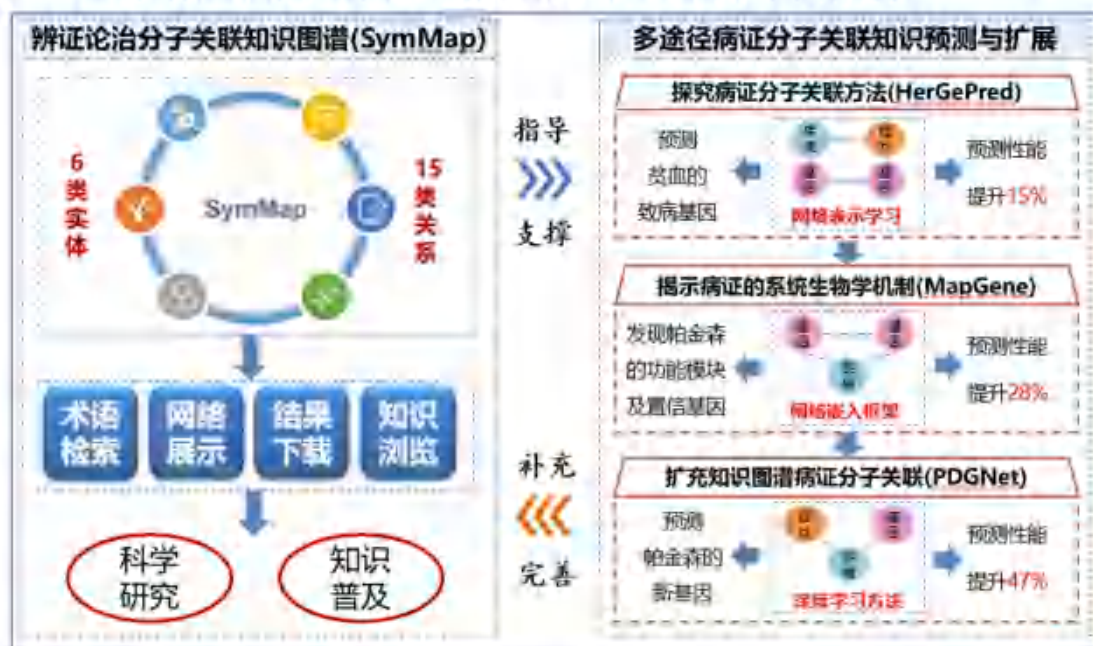 辨证论治分子关联知识图谱(SymMap)
6类实体
SymMap
15类关系
术语检索
网络展示
结果下载
知识浏览
科学研究
知识普及
指导
支撑
补充
完善
多途径病证分子关联知识预测与扩展
探究病证分子关联方法(HerGePred)
预测
贫血的
致病基因
网络表示学习
预测性能
提升15%
揭示病证的系统生物学机制(MapGene)
发现帕金森
的功能模块
及置信基因
网络嵌入框架
预测性能
提升28%
扩充知识图谱病证分子关联(PDGNet)
预测
帕金森的
新基因
深度学习方法
预测性能
提升47%